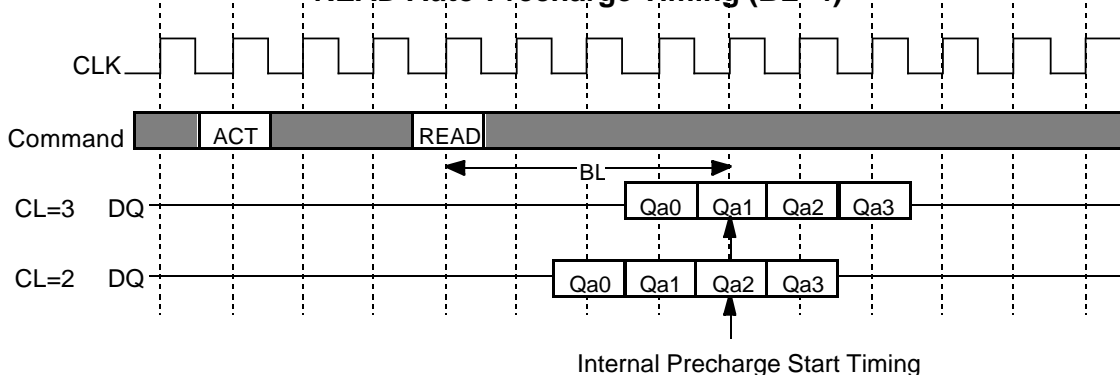 READ Auto-Precharge Timing (BL=4)
CLK
Command ACT READ
BL
CL=3 DQ Qa0 Qa1 Qa2 Qa3
CL=2 DQ Qa0 Qa1 Qa2 Qa3
Internal Precharge Start Timing